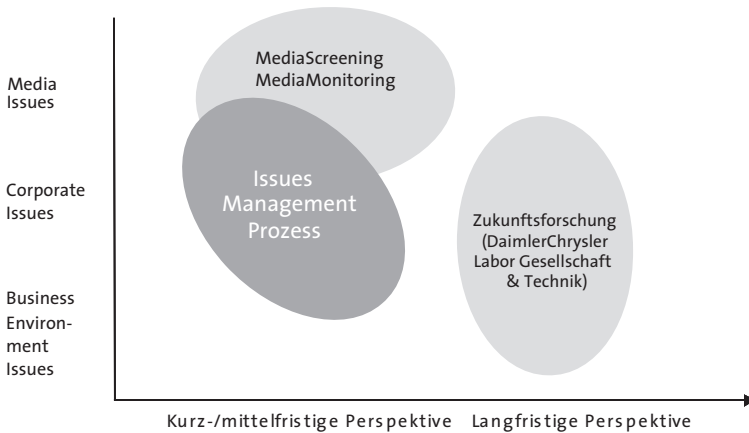 Media
Issues
Corporate
Issues
Business
Environ-
ment
Issues
MediaScreening
MediaMonitoring
Issues
Management
Prozess
Zukunftsforschung
(DaimlerChrysler
Labor Gesellschaft
& Technik)
Kurz-/mittelfristige Perspektive
Langfristige Perspektive